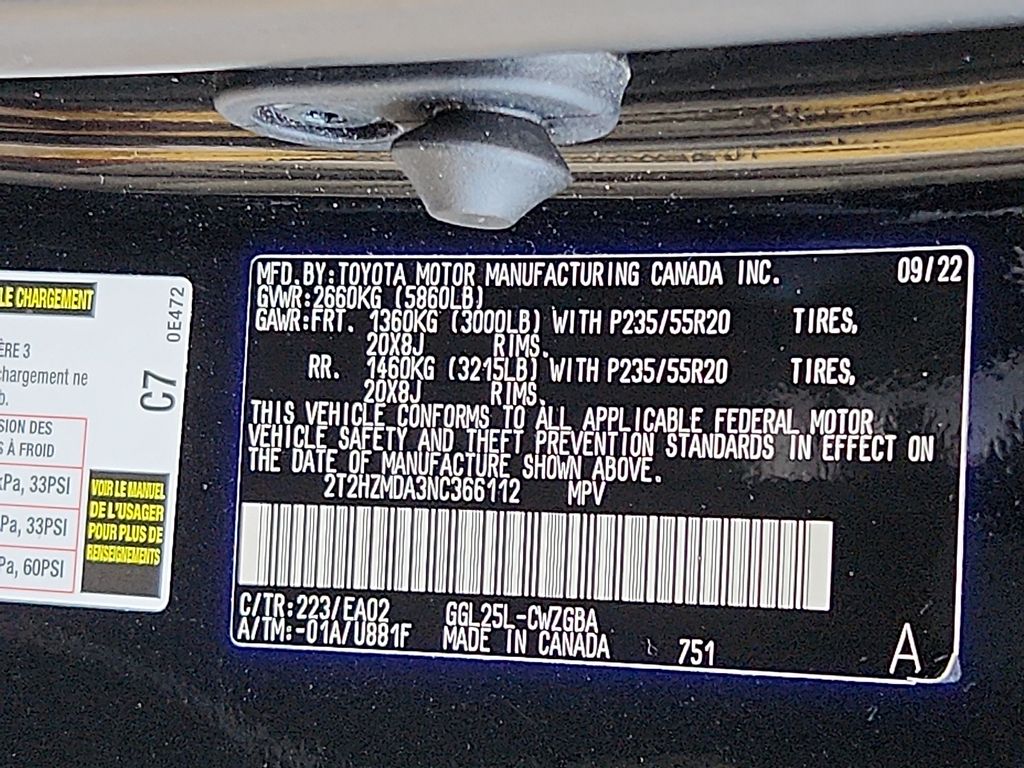 MFD.BY:TOYOTA MOTOR MANUFACTURING CANADA INC. 09/22
GVWR:2660KG (5860LB)
GAWR:FRT. 1360KG (3000LB) WITH P235/55R20 TIRES,
20X8J RIMS.
RR. 1460KG (3215LB) WITH P235/55R20 TIRES,
20X8J RIMS.
THIS VEHICLE CONFORMS TO ALL APPLICABLE FEDERAL MOTOR
VEHICLE SAFETY AND THEFT PREVENTION STANDARDS IN EFFECT ON
THE DATE OF MANUFACTURE SHOWN ABOVE.
2T2HZMDA3NC366112 MPV
C/TR:223/EA02 GGL25L-CWZGBA
A/TM:-01A/U881F MADE IN CANADA 751
A
LE CHARGEMENT
0E472
ÈRE 3
chargement ne
b.
C7
SION DES
S À FROID
kPa, 33PSI
Pa, 33PSI
Pa, 60PSI
VOIR LE MANUEL
DE L'USAGER
POUR PLUS DE
RENSEIGNEMENTS